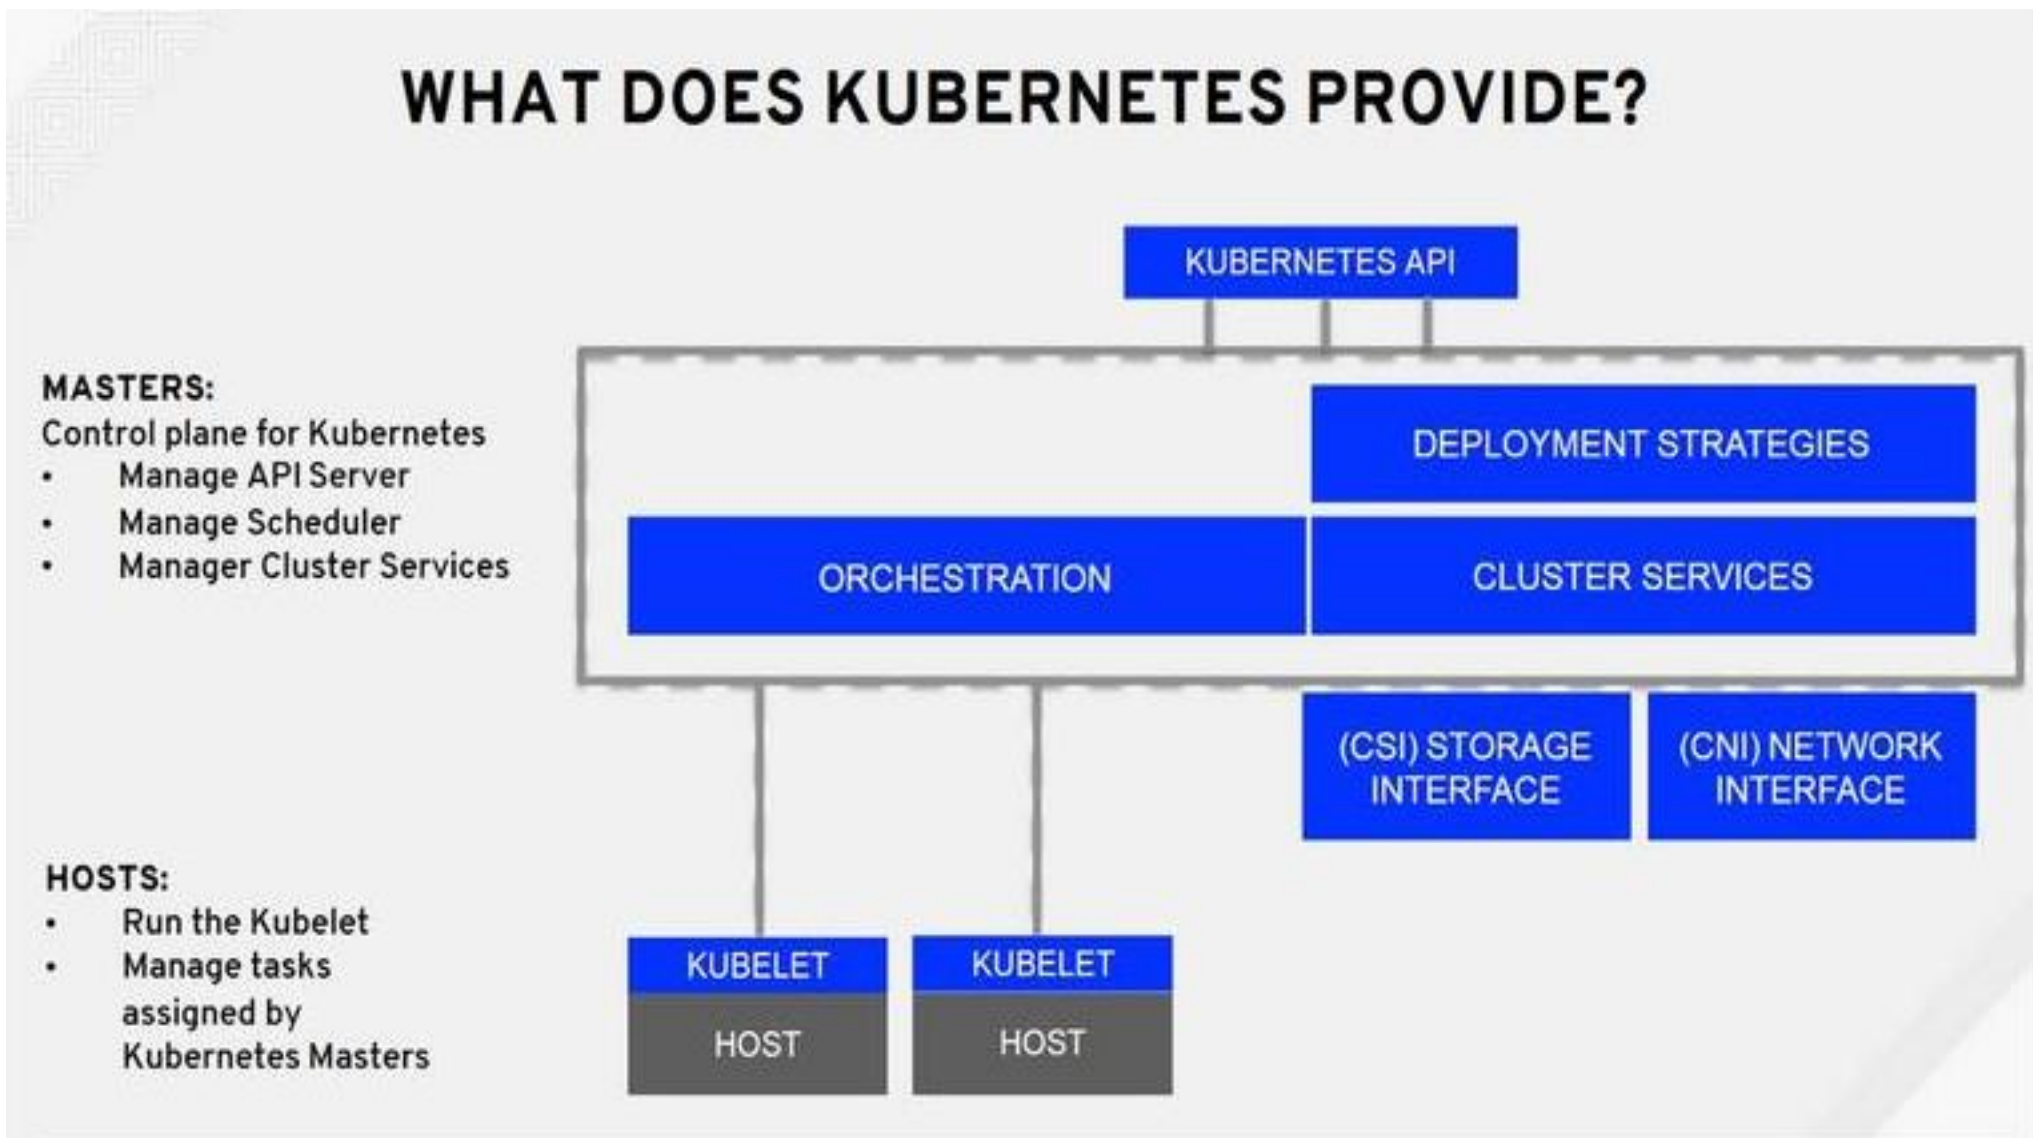 WHAT DOES KUBERNETES PROVIDE?
KUBERNETES API
MASTERS:
Control plane for Kubernetes
• Manage API Server
• Manage Scheduler
• Manager Cluster Services
DEPLOYMENT STRATEGIES
ORCHESTRATION
CLUSTER SERVICES
(CSI) STORAGE
INTERFACE
(CNI) NETWORK
INTERFACE
HOSTS:
• Run the Kubelet
• Manage tasks
assigned by
Kubernetes Masters
KUBELET
HOST
KUBELET
HOST